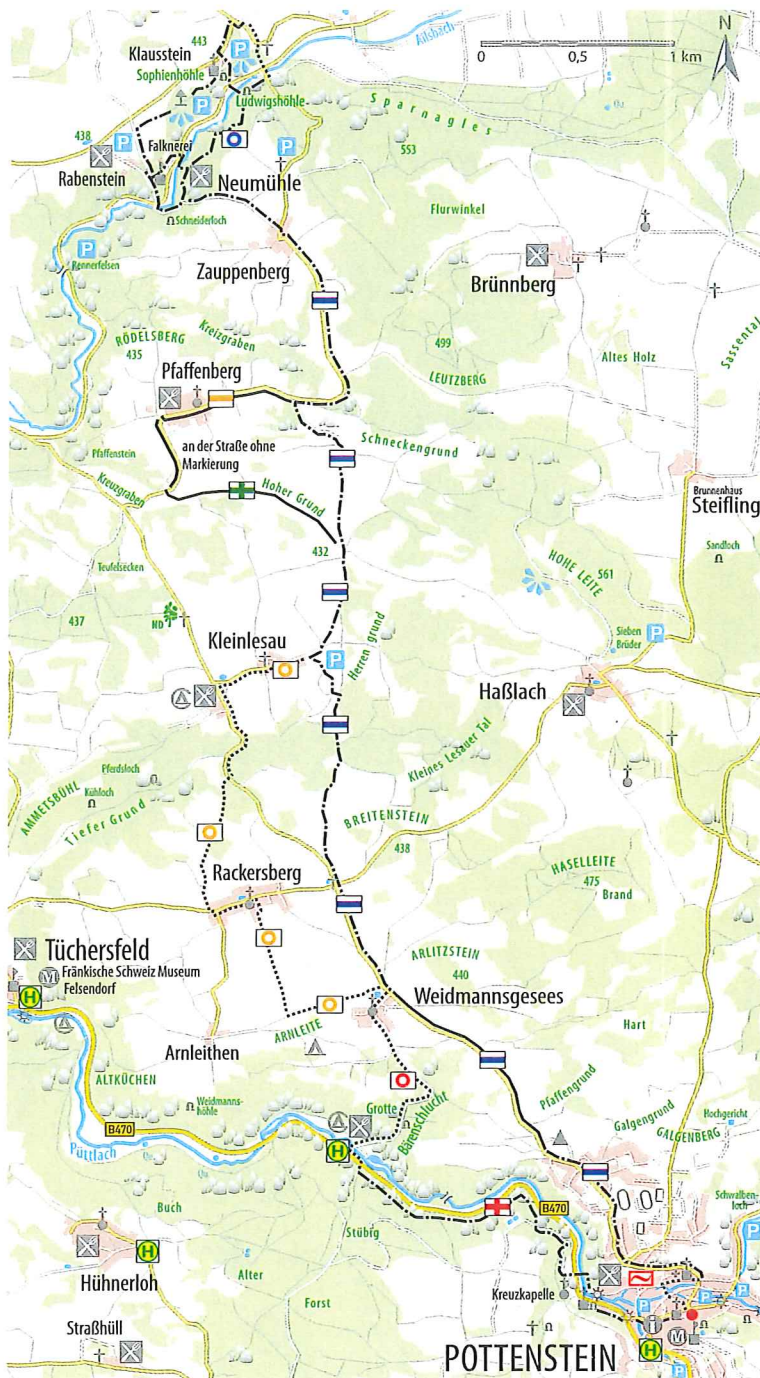 Klausstein
443
P
Ailsbach
N
Sophienhöhle
0
0,5
1 km
Ludwigshöhle
P
Sparnagles
438
P
Falknerei
P
553
Rabenstein
Neumühle
Schneiderloch
Flurwinkel
P
Rennerfelsen
Zauppenberg
Brünnberg
RÖDELSBERG
435
Kreizgraben
499
Altes Holz
Sassental
LEUTZBERG
Pfaffenberg
Pfaffenstein
an der Straße ohne
Markierung
Schneckengrund
Kreuzgraben
Hoher Grund
Brunnenhaus
Steifling
Sandloch
432
HOHE LEITE
561
Teufelsecken
437
ND
Sieben
Brüder
P
Kleinlesau
P
Herrengrund
Haßlach
Kleines Lesauer Tal
Pferdsloch
Kühloch
AMMETSBÜHL
Tiefer Grund
BREITENSTEIN
438
HASELLEITE
475
Brand
Rackersberg
Tüchersfeld
M
Fränkische Schweiz Museum
Felsendorf
H
ARLITZSTEIN
440
Weidmannsgesees
Hart
ARNLEITE
Arnleithen
ALTKÜCHEN
Weidmanns-
höhle
Grotte
Bärenschlucht
Pfaffengrund
Hochgericht
Galgengrund
GALGENBERG
B470
Püttlach
Qu
Qu
H
B470
Schwalben-
loch
Buch
Stübig
P
H
Hühnerloh
Alter
Forst
Kreuzkapelle
P
P
P
Straßhüll
i
M
H
P
POTTENSTEIN